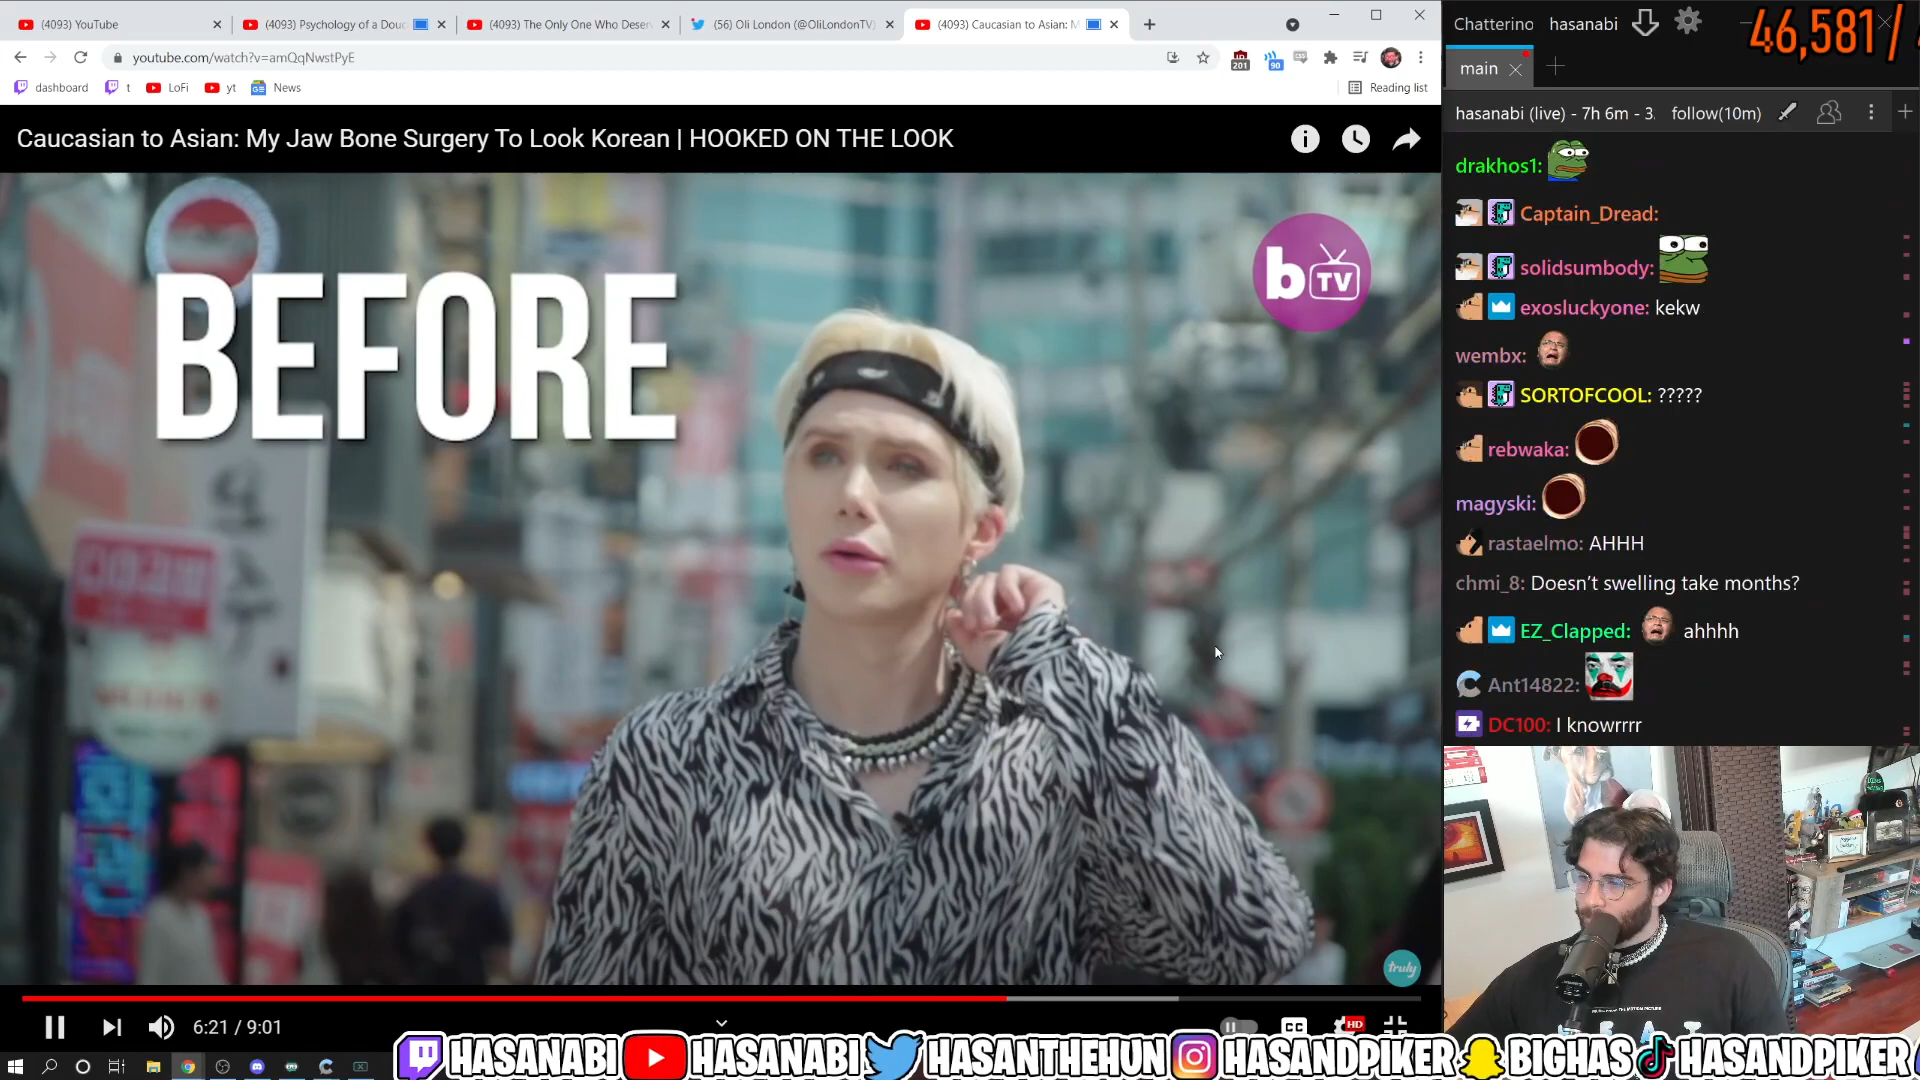 (4093) YouTube
(4093) Psychology of a Douc
(4093) The Only One Who Deser
(56) Oli London (@OliLondonTV)
(4093) Caucasian to Asian: M
youtube.com/watch?v=amQqNwstPyE
201
90
dashboard
t
LoFi
yt
News
Reading list
Caucasian to Asian: My Jaw Bone Surgery To Look Korean | HOOKED ON THE LOOK
BEFORE
b TV
truly
6:21 / 9:01
CC
HD
Chatterino
hasanabi
46,581 /
main
hasanabi (live) - 7h 6m - 3.
follow(10m)
drakhos1:
Captain_Dread:
solidsumbody:
exosluckyone: kekw
wembx:
SORTOFCOOL: ?????
rebwaka:
magyski:
rastaelmo: AHHH
chmi_8: Doesn't swelling take months?
EZ_Clapped: ahhhh
Ant14822:
DC100: I knowrrrr
HASANABI
HASANABI
HASANTHEHUN
HASANDPIKER
BIGHAS
HASANDPIKER